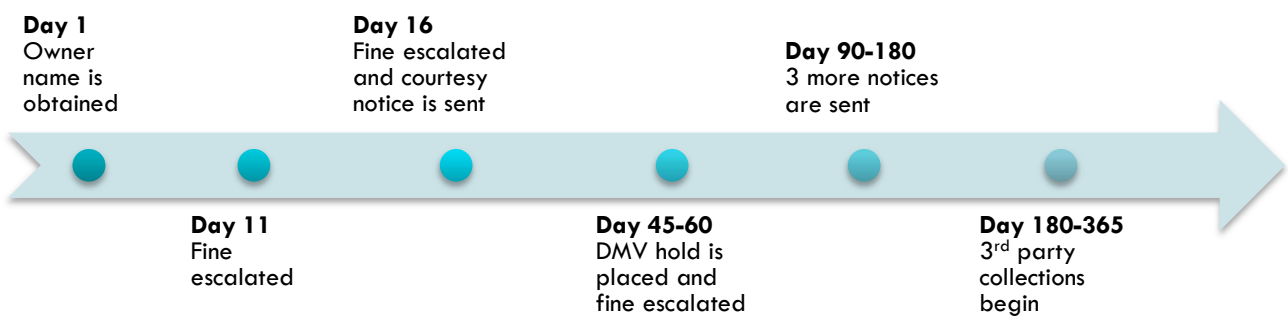 Day 1
Owner
name is
obtained
Day 11
Fine
escalated
Day 16
Fine escalated
and courtesy
notice is sent
Day 45-60
DMV hold is
placed and
fine escalated
Day 90-180
3 more notices
are sent
Day 180-365
3rd party
collections
begin